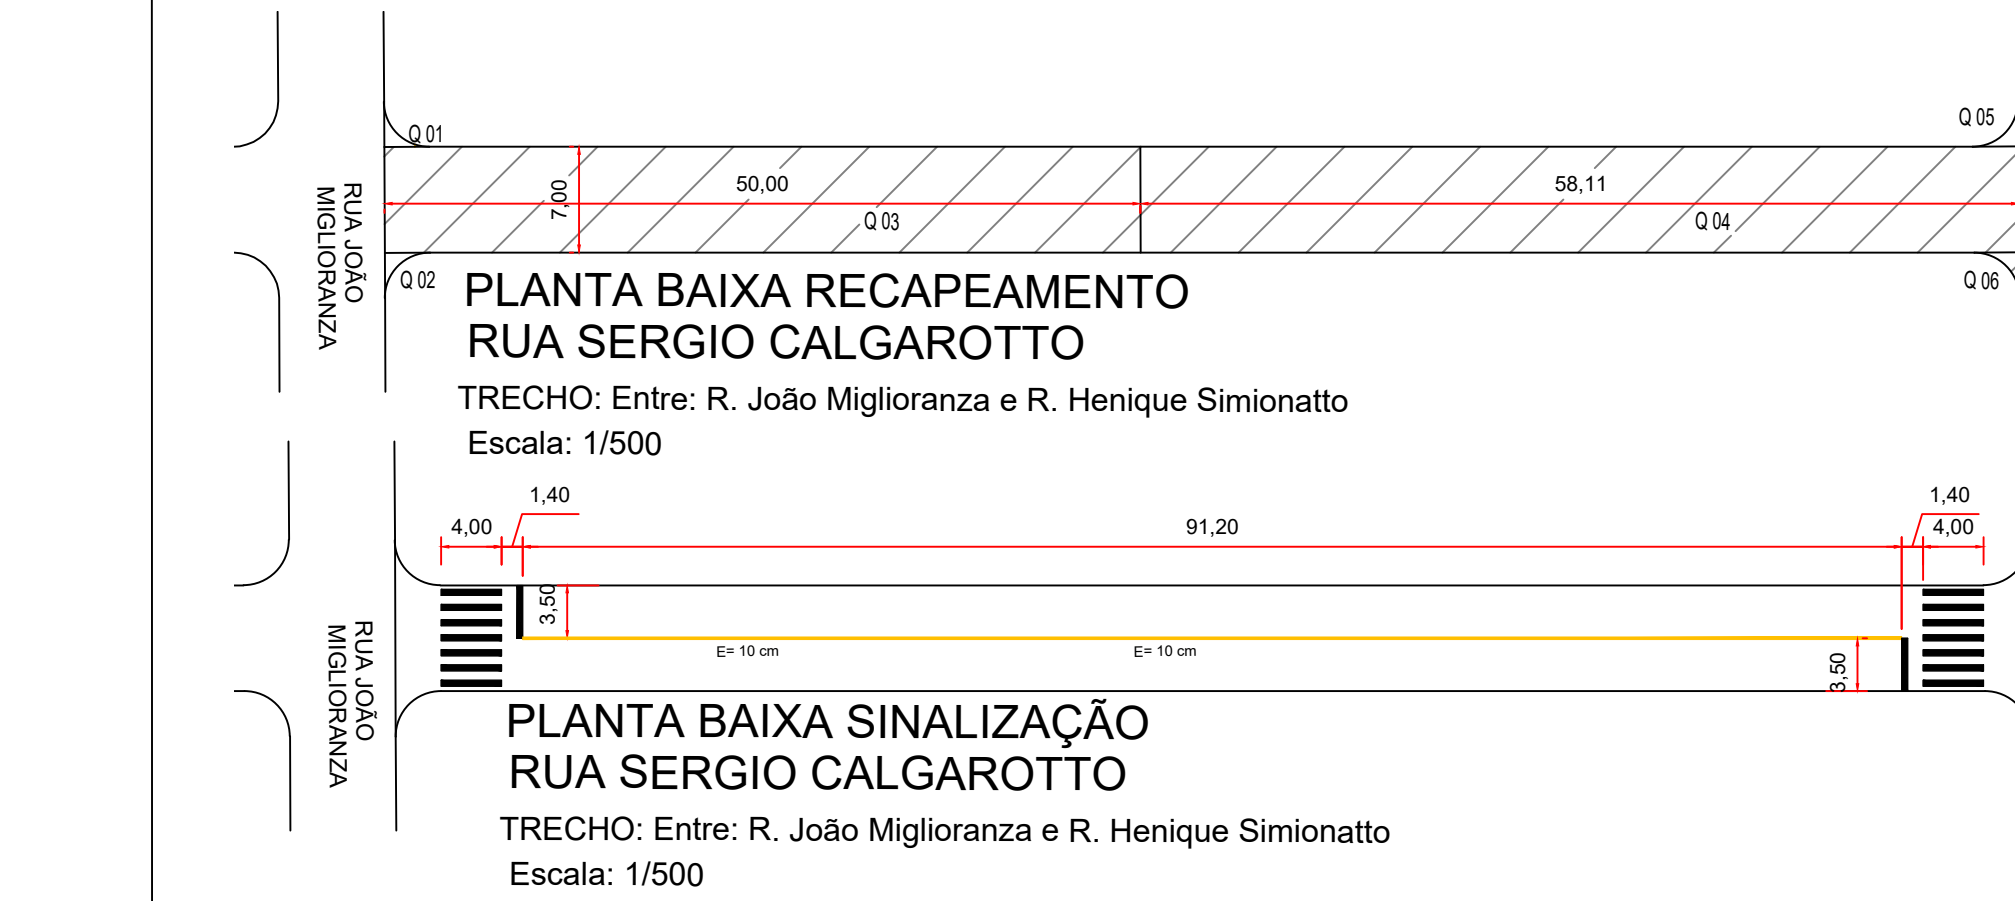 Q 01
Q 05
50,00
58,11
7,00
Q 03
Q 04
RUA JOÃO
MIGLIORANZA
Q 02
Q 06
PLANTA BAIXA RECAPEAMENTO
RUA SERGIO CALGAROTTO
TRECHO: Entre: R. João Miglioranza e R. Henique Simionatto
Escala: 1/500
1,40
1,40
4,00
91,20
4,00
3,50
E= 10 cm
E= 10 cm
3,50
RUA JOÃO
MIGLIORANZA
PLANTA BAIXA SINALIZAÇÃO
RUA SERGIO CALGAROTTO
TRECHO: Entre: R. João Miglioranza e R. Henique Simionatto
Escala: 1/500